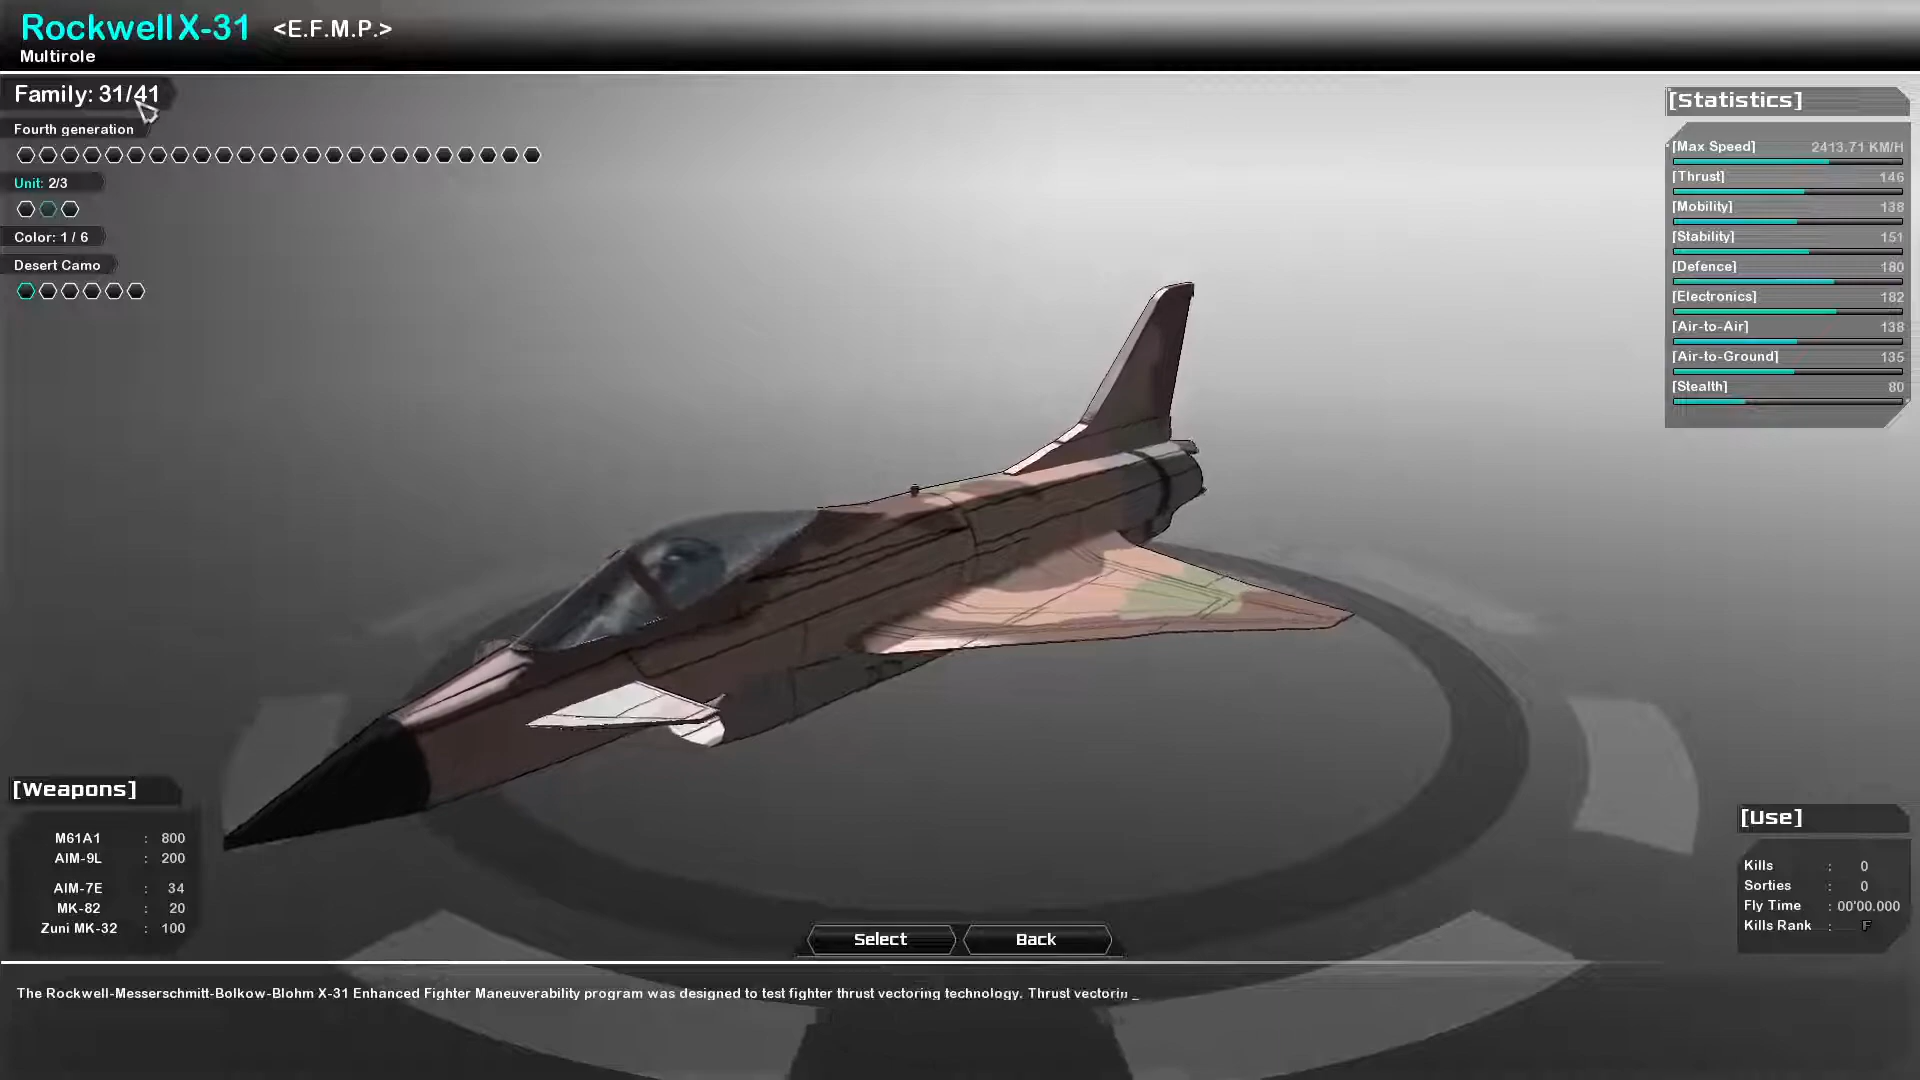 Rockwell X-31 <E.F.M.P.>
Multirole
Family: 31/41
Fourth generation
Unit: 2/3
Color: 1 / 6
Desert Camo
[Statistics]
[Max Speed] 2413.71 KM/H
[Thrust] 146
[Mobility] 138
[Stability] 151
[Defence] 180
[Electronics] 182
[Air-to-Air] 138
[Air-to-Ground] 135
[Stealth] 80
[Weapons]
M61A1 : 800
AIM-9L : 200
AIM-7E : 34
MK-82 : 20
Zuni MK-32 : 100
[Use]
Kills : 0
Sorties : 0
Fly Time : 00'00.000
Kills Rank : F
Select
Back
The Rockwell-Messerschmitt-Bolkow-Blohm X-31 Enhanced Fighter Maneuverability program was designed to test fighter thrust vectoring technology. Thrust vectorin _